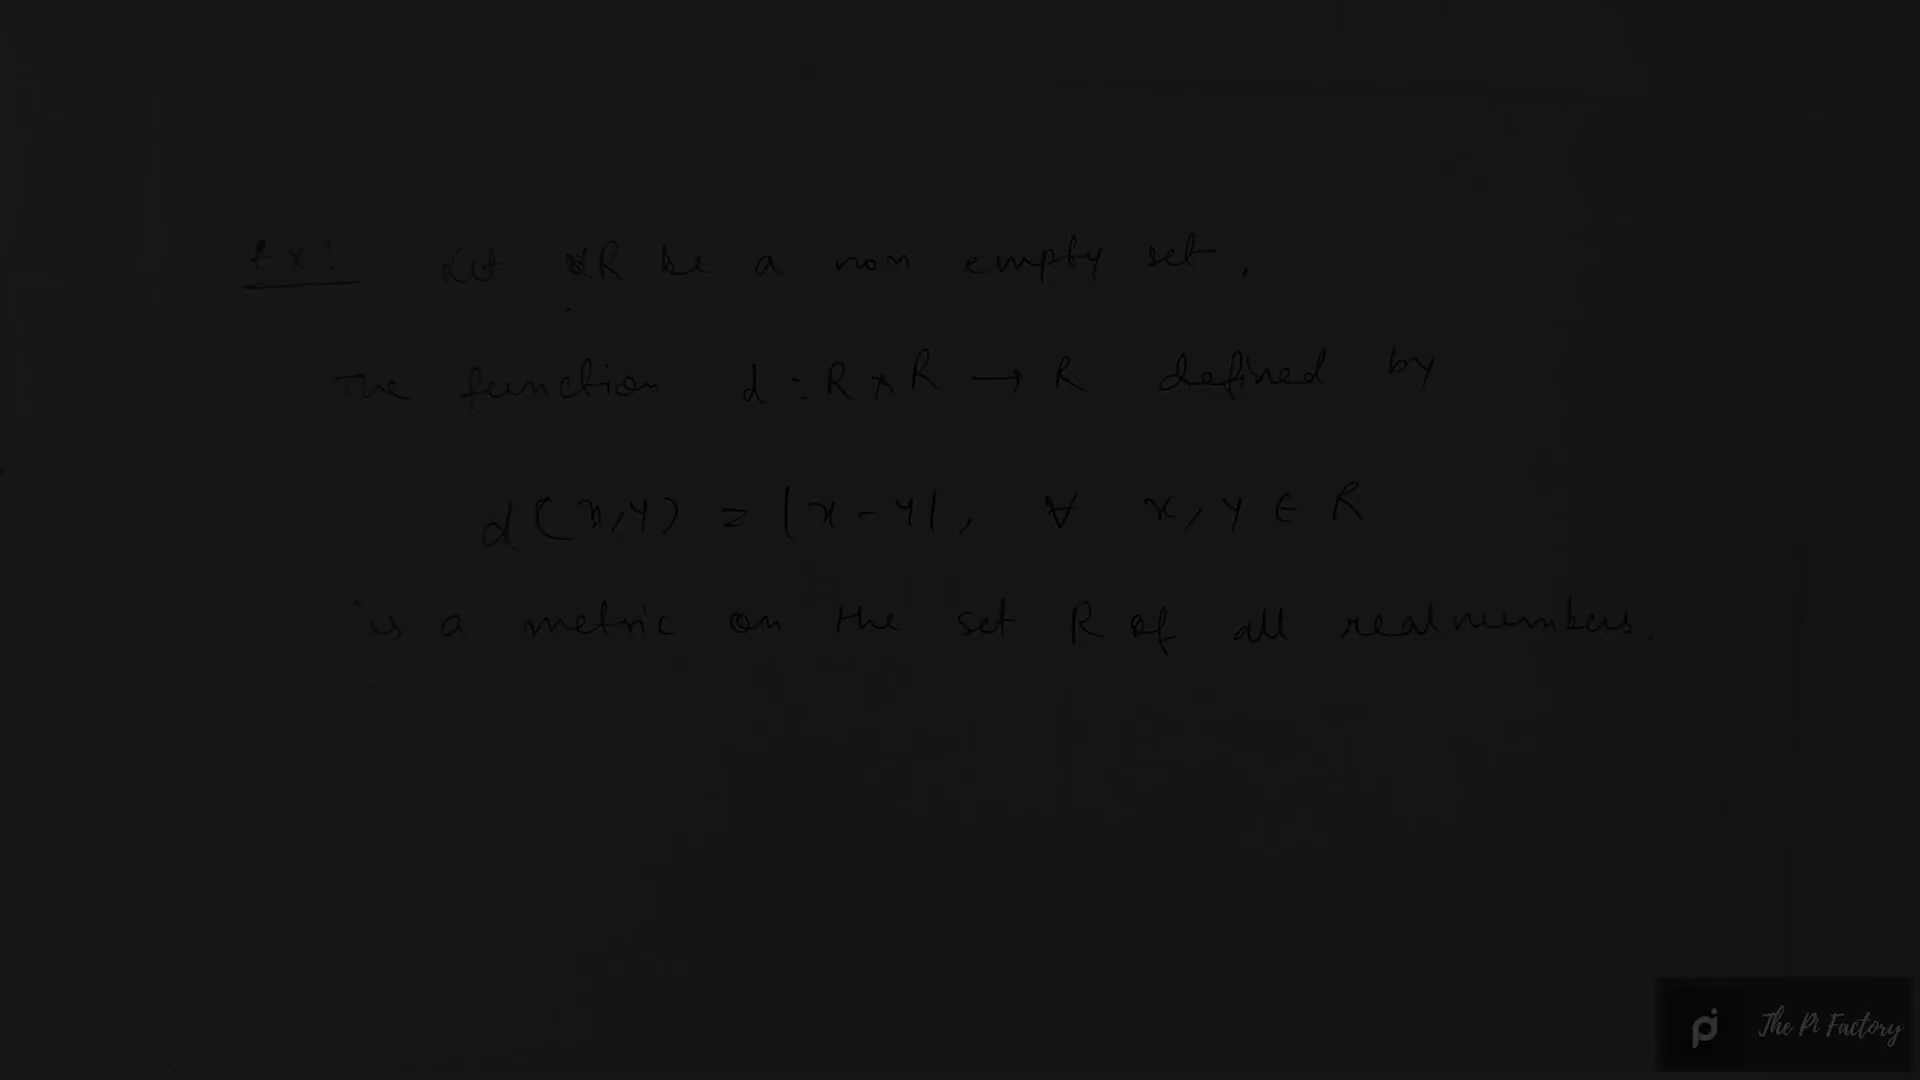 Ex:  Let R be a non empty set,
The function d : R × R → R defined by
d(x,y) = |x-y|, ∀ x, y ∈ R
is a metric on the set R of all real numbers.
pi The Pi Factory